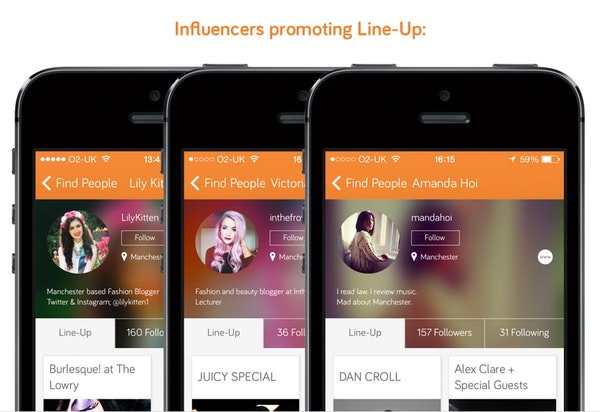 Influencers promoting Line-Up:
O2-UK 13:4
Find People Lily Kit
LilyKitten
Follow
Manchester
Manchester based Fashion Blogger
Twitter & Instagram; @lilykitten1
Line-Up 160 Follo
Burlesque! at The
Lowry
O2-UK 16
Find People Victoria
inthefro
Follow
Manchester
Fashion and beauty blogger at Inth
Lecturer
Line-Up 36 Foll
JUICY SPECIAL
O2-UK 16:15 59%
Find People Amanda Hoi
mandahoi
Follow
Manchester
www
I read law. I review music.
Mad about Manchester.
Line-Up 157 Followers 31 Following
DAN CROLL
Alex Clare +
Special Guests